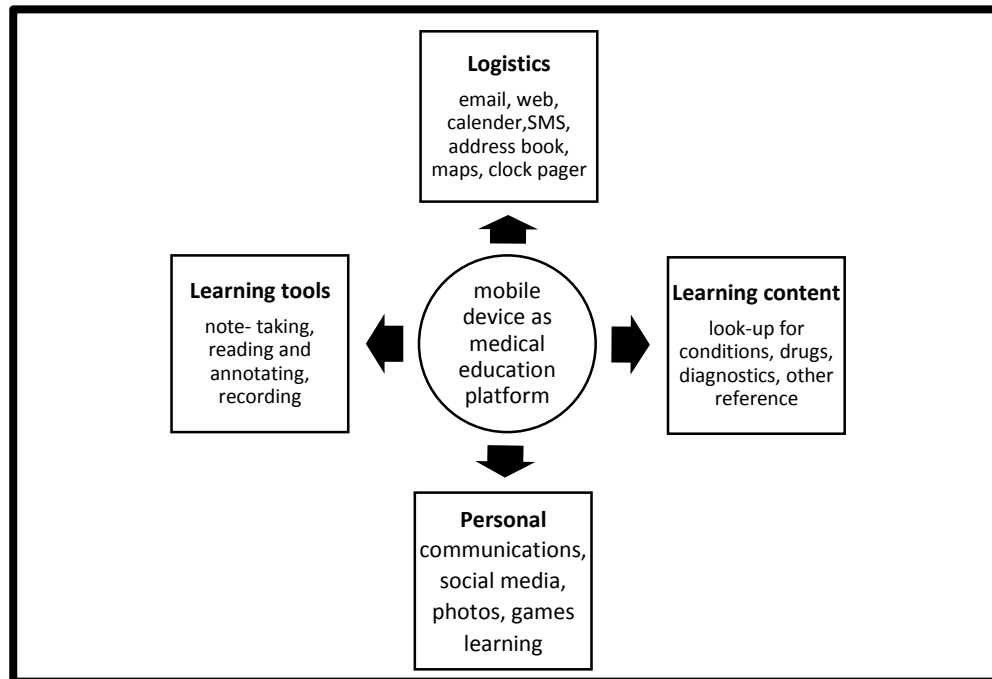 Logistics
email, web,
calender,SMS,
address book,
maps, clock pager
Learning tools
note- taking,
reading and
annotating,
recording
mobile
device as
medical
education
platform
Learning content
look-up for
conditions, drugs,
diagnostics, other
reference
Personal
communications,
social media,
photos, games
learning